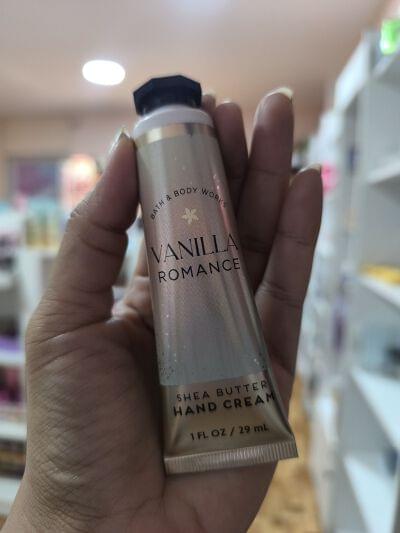 BATH & BODY WORKS
VANILLA
ROMANCE
SHEA BUTTER
HAND CREAM
1 FL OZ / 29 mL